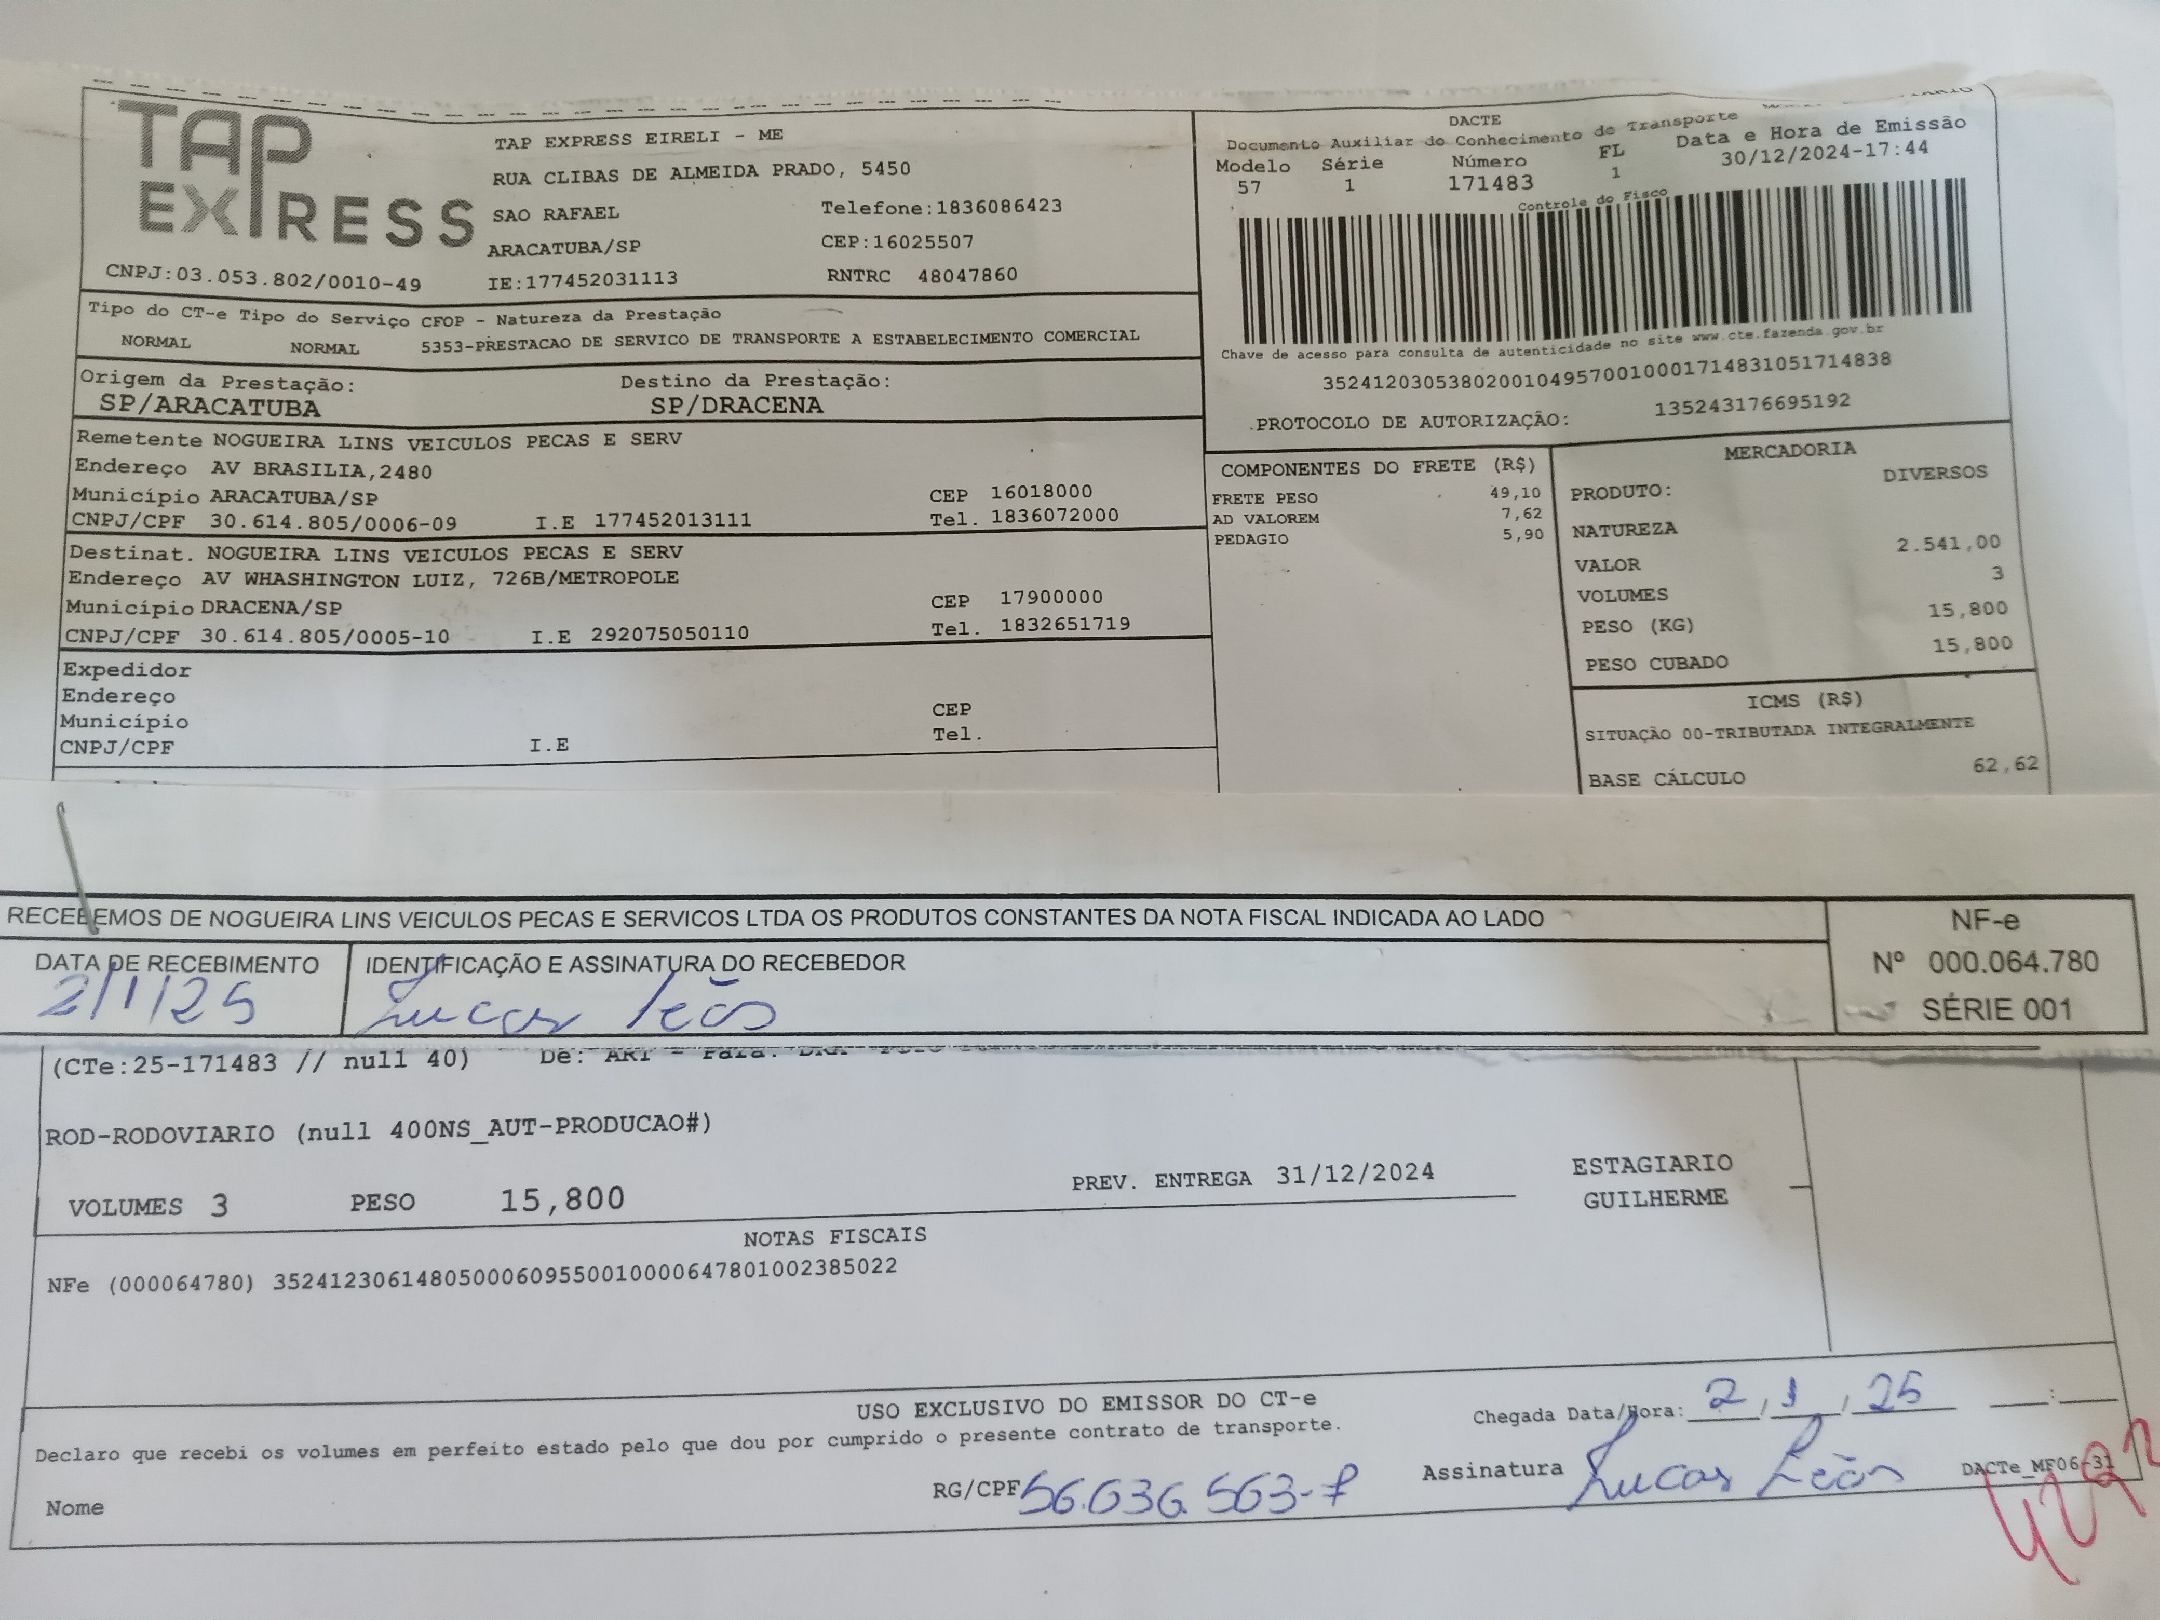 TAP
EXPRESS
TAP EXPRESS EIRELI - ME
RUA CLIBAS DE ALMEIDA PRADO, 5450
SAO RAFAEL Telefone:1836086423
ARACATUBA/SP CEP:16025507
CNPJ:03.053.802/0010-49 IE:177452031113 RNTRC 48047860
DACTE
Documento Auxiliar do Conhecimento de Transporte
Modelo Série Número FL Data e Hora de Emissão
57 1 171483 1 30/12/2024-17:44
Controle do Fisco
Chave de acesso para consulta de autenticidade no site www.cte.fazenda.gov.br
35241203053802001049570010001714831051714838
PROTOCOLO DE AUTORIZAÇÃO: 135243176695192
Tipo do CT-e Tipo do Serviço CFOP - Natureza da Prestação
NORMAL NORMAL 5353-PRESTACAO DE SERVICO DE TRANSPORTE A ESTABELECIMENTO COMERCIAL
Origem da Prestação: Destino da Prestação:
SP/ARACATUBA SP/DRACENA
Remetente NOGUEIRA LINS VEICULOS PECAS E SERV
Endereço AV BRASILIA,2480
Município ARACATUBA/SP CEP 16018000
CNPJ/CPF 30.614.805/0006-09 I.E 177452013111 Tel. 1836072000
Destinat. NOGUEIRA LINS VEICULOS PECAS E SERV
Endereço AV WHASHINGTON LUIZ, 726B/METROPOLE
Município DRACENA/SP CEP 17900000
CNPJ/CPF 30.614.805/0005-10 I.E 292075050110 Tel. 1832651719
Expedidor
Endereço
Município CEP
CNPJ/CPF I.E Tel.
COMPONENTES DO FRETE (R$)
FRETE PESO 49,10
AD VALOREM 7,62
PEDAGIO 5,90
MERCADORIA
PRODUTO: DIVERSOS
NATUREZA
VALOR 2.541,00
VOLUMES 3
PESO (KG) 15,800
PESO CUBADO 15,800
ICMS (R$)
SITUAÇÃO 00-TRIBUTADA INTEGRALMENTE
BASE CÁLCULO 62,62
RECEBEMOS DE NOGUEIRA LINS VEICULOS PECAS E SERVICOS LTDA OS PRODUTOS CONSTANTES DA NOTA FISCAL INDICADA AO LADO
DATA DE RECEBIMENTO IDENTIFICAÇÃO E ASSINATURA DO RECEBEDOR
2/1/25 Lucas Leão
NF-e
Nº 000.064.780
SÉRIE 001
(CTe:25-171483 // null 40) De: ART - Para:
ROD-RODOVIARIO (null 400NS_AUT-PRODUCAO#)
VOLUMES 3 PESO 15,800 PREV. ENTREGA 31/12/2024
ESTAGIARIO
GUILHERME
NOTAS FISCAIS
NFe (000064780) 35241230614805000609550010000647801002385022
USO EXCLUSIVO DO EMISSOR DO CT-e
Declaro que recebi os volumes em perfeito estado pelo que dou por cumprido o presente contrato de transporte.
Chegada Data/Hora: 2, 1, 25 :
Nome RG/CPF 56.636.563-8 Assinatura Lucas Leão DACTe_MF06-31